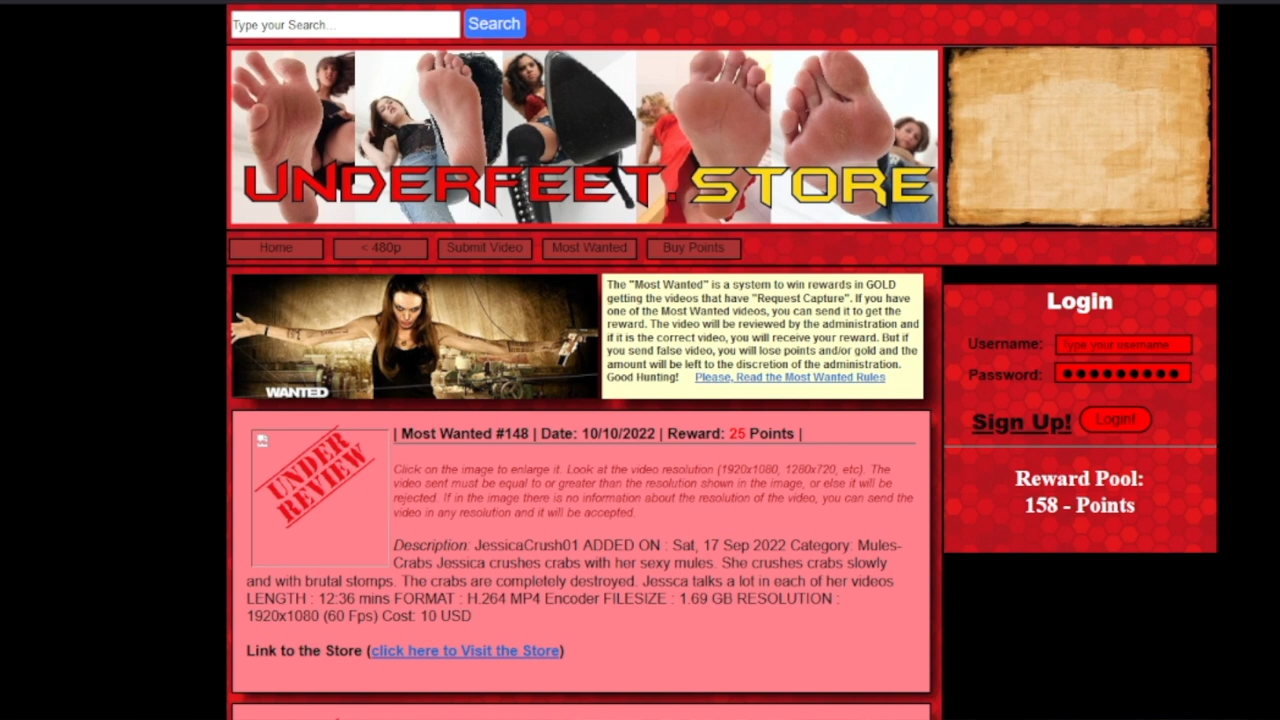 Type your Search...
Search
UNDERFEET.STORE
Home
< 480p
Submit Video
Most Wanted
Buy Points
WANTED
The "Most Wanted" is a system to win rewards in GOLD
getting the videos that have "Request Capture". If you have
one of the Most Wanted videos, you can send it to get the
reward. The video will be reviewed by the administration and
if it is the correct video, you will receive your reward. But if
you send false video, you will lose points and/or gold and the
amount will be left to the discretion of the administration.
Good Hunting! Please, Read the Most Wanted Rules
Login
Username: Type your username
Password:
Sign Up! Login!
Reward Pool:
158 - Points
UNDER
REVIEW
| Most Wanted #148 | Date: 10/10/2022 | Reward: 25 Points |
Click on the image to enlarge it. Look at the video resolution (1920x1080, 1280x720, etc). The
video sent must be equal to or greater than the resolution shown in the image, or else it will be
rejected. If in the image there is no information about the resolution of the video, you can send the
video in any resolution and it will be accepted.
Description: JessicaCrush01 ADDED ON : Sat, 17 Sep 2022 Category: Mules-
Crabs Jessica crushes crabs with her sexy mules. She crushes crabs slowly
and with brutal stomps. The crabs are completely destroyed. Jessca talks a lot in each of her videos
LENGTH : 12:36 mins FORMAT : H.264 MP4 Encoder FILESIZE : 1.69 GB RESOLUTION :
1920x1080 (60 Fps) Cost: 10 USD
Link to the Store (click here to Visit the Store)